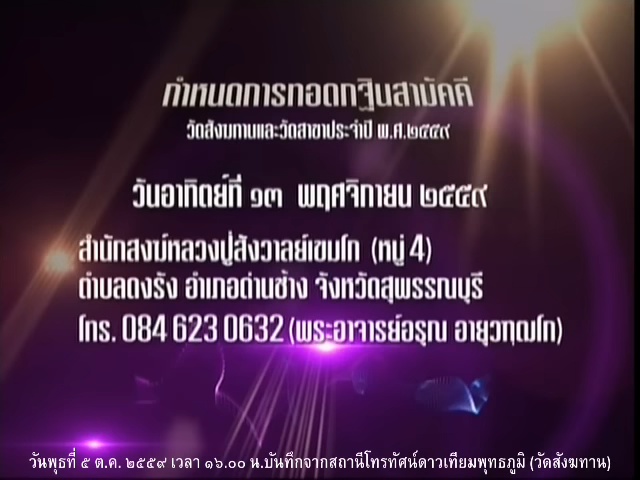 กำหนดการทอดกฐินสามัคคี
วัดสังฆทานและวัดสาขาประจำปี พ.ศ.๒๕๕๙
วันอาทิตย์ที่ ๑๓ พฤศจิกายน ๒๕๕๙
สำนักสงฆ์หลวงปู่สังวาลย์เขมโก (หมู่ 4)
ตำบลดงรัง อำเภอด่านช้าง จังหวัดสุพรรณบุรี
โทร. 084 623 0632 (พระอาจารย์อรุณ อายุวฑฺฒโก)
วันพุธที่ ๕ ต.ค. ๒๕๕๙ เวลา ๑๖.๐๐ น.บันทึกจากสถานีโทรทัศน์ดาวเทียมพุทธภูมิ (วัดสังฆทาน)